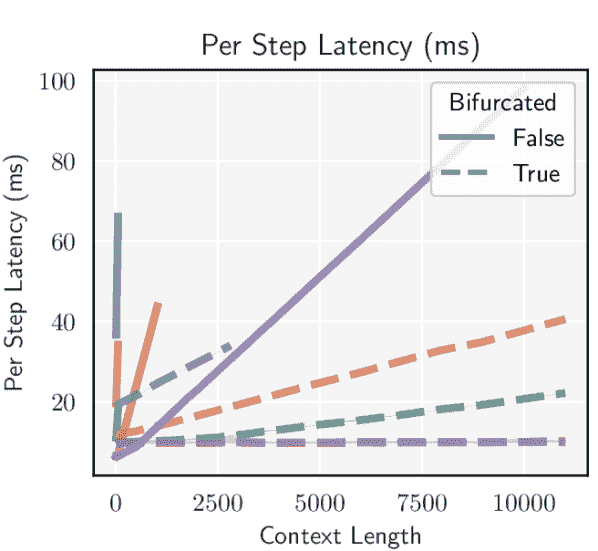 Per Step Latency (ms)
100
80
60
40
20
Per Step Latency (ms)
Bifurcated
False
True
0 2500 5000 7500 10000
Context Length